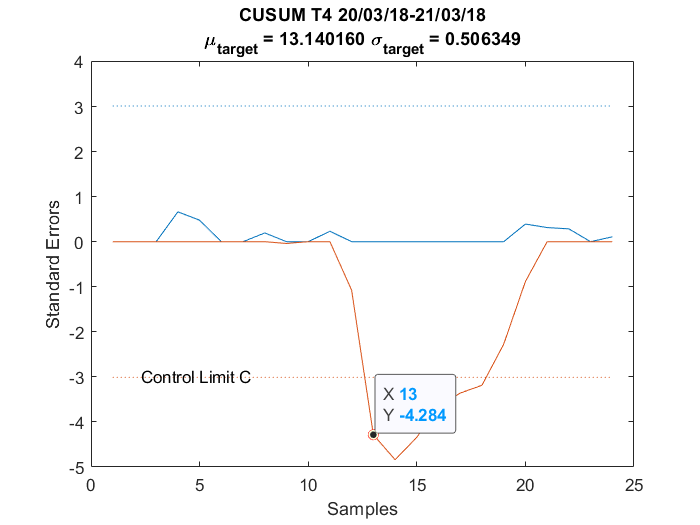 CUSUM T4 20/03/18-21/03/18
μtarget = 13.140160 σtarget = 0.506349
4
3
2
1
0
-1
-2
-3
-4
-5
Standard Errors
Control Limit C
X 13
Y -4.284
0 5 10 15 20 25
Samples